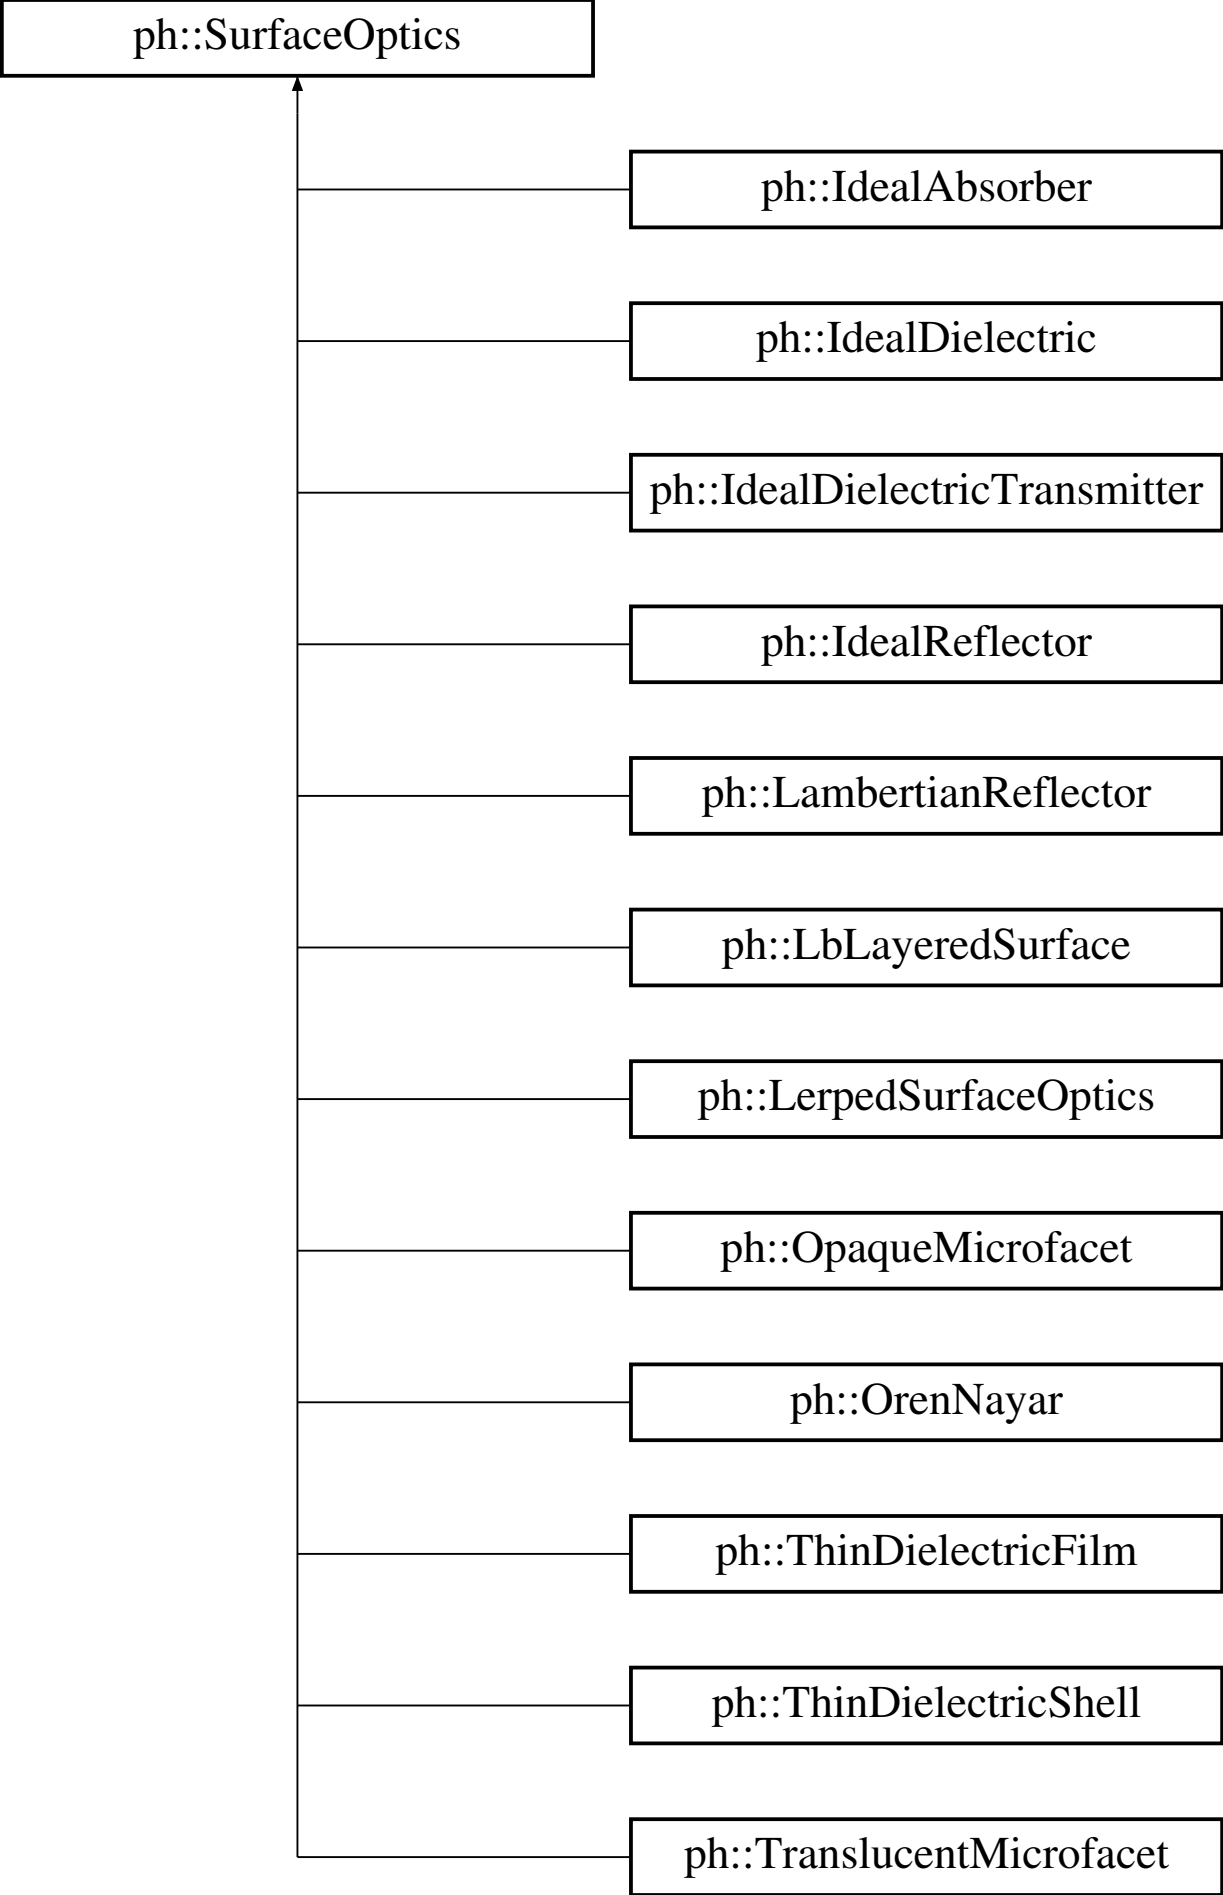 ph::SurfaceOptics
ph::IdealAbsorber
ph::IdealDielectric
ph::IdealDielectricTransmitter
ph::IdealReflector
ph::LambertianReflector
ph::LbLayeredSurface
ph::LerpedSurfaceOptics
ph::OpaqueMicrofacet
ph::OrenNayar
ph::ThinDielectricFilm
ph::ThinDielectricShell
ph::TranslucentMicrofacet